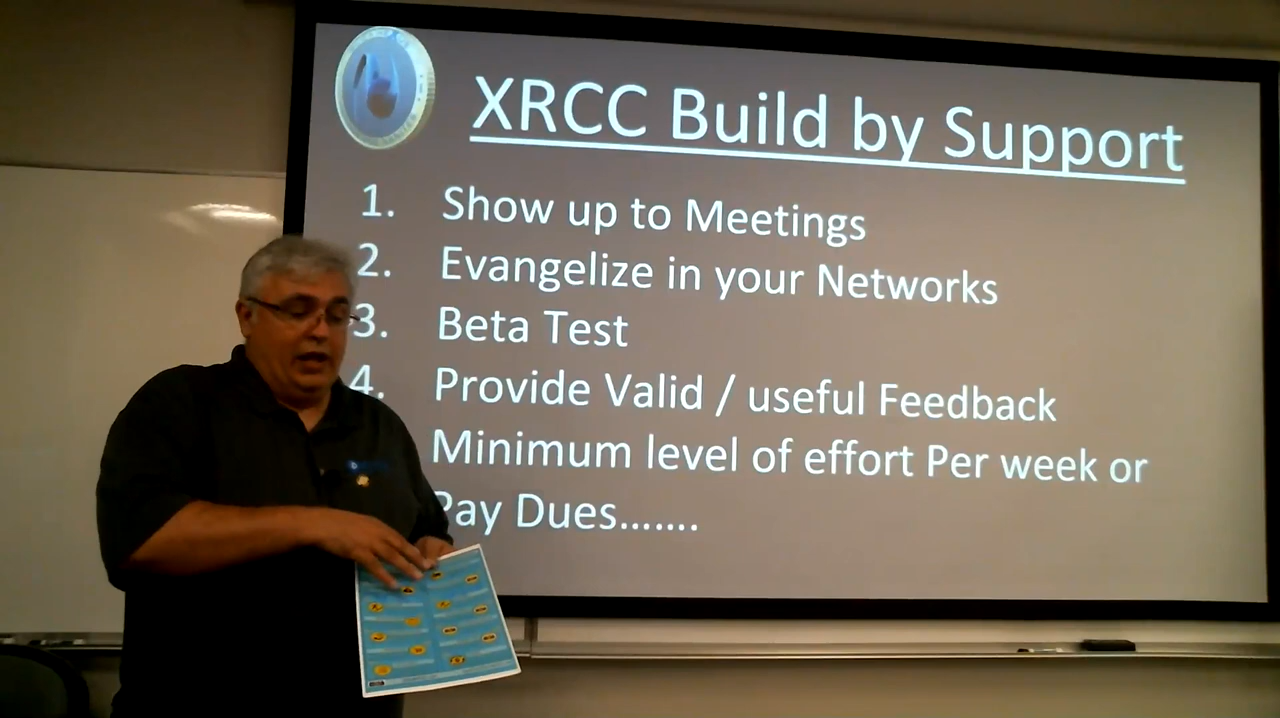 XRCC Build by Support
1. Show up to Meetings
2. Evangelize in your Networks
3. Beta Test
4. Provide Valid / useful Feedback
Minimum level of effort Per week or
Pay Dues.......